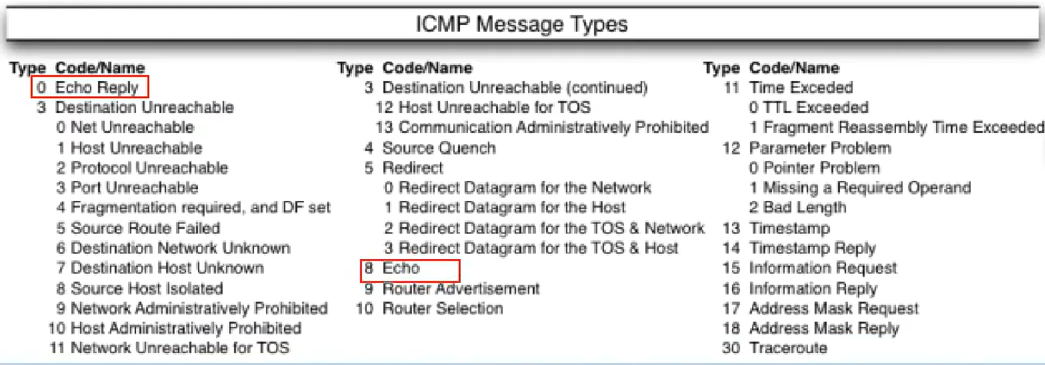 ICMP Message Types
Type Code/Name
0 Echo Reply
3 Destination Unreachable
0 Net Unreachable
1 Host Unreachable
2 Protocol Unreachable
3 Port Unreachable
4 Fragmentation required, and DF set
5 Source Route Failed
6 Destination Network Unknown
7 Destination Host Unknown
8 Source Host Isolated
9 Network Administratively Prohibited
10 Host Administratively Prohibited
11 Network Unreachable for TOS
Type Code/Name
3 Destination Unreachable (continued)
12 Host Unreachable for TOS
13 Communication Administratively Prohibited
4 Source Quench
5 Redirect
0 Redirect Datagram for the Network
1 Redirect Datagram for the Host
2 Redirect Datagram for the TOS & Network
3 Redirect Datagram for the TOS & Host
8 Echo
9 Router Advertisement
10 Router Selection
Type Code/Name
11 Time Exceded
0 TTL Exceeded
1 Fragment Reassembly Time Exceeded
12 Parameter Problem
0 Pointer Problem
1 Missing a Required Operand
2 Bad Length
13 Timestamp
14 Timestamp Reply
15 Information Request
16 Information Reply
17 Address Mask Request
18 Address Mask Reply
30 Traceroute